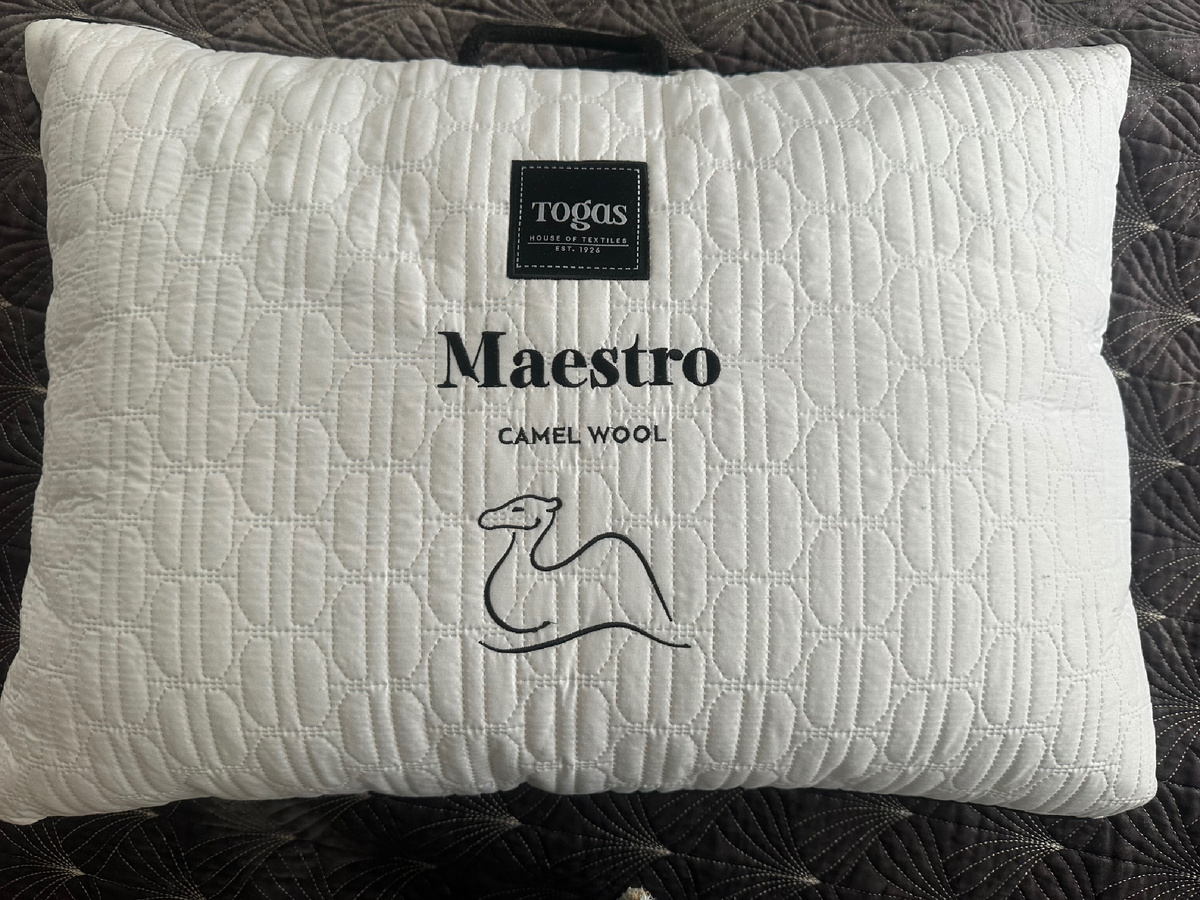 Togas
HOUSE OF TEXTILES
EST. 1926
Maestro
CAMEL WOOL